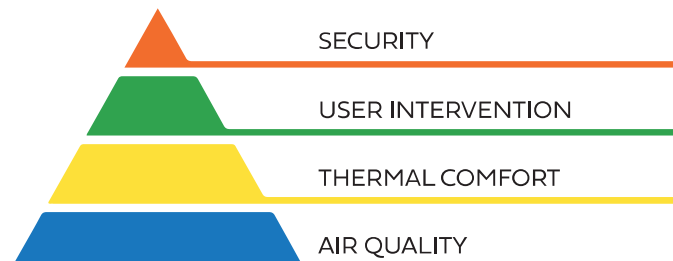 SECURITY
USER INTERVENTION
THERMAL COMFORT
AIR QUALITY